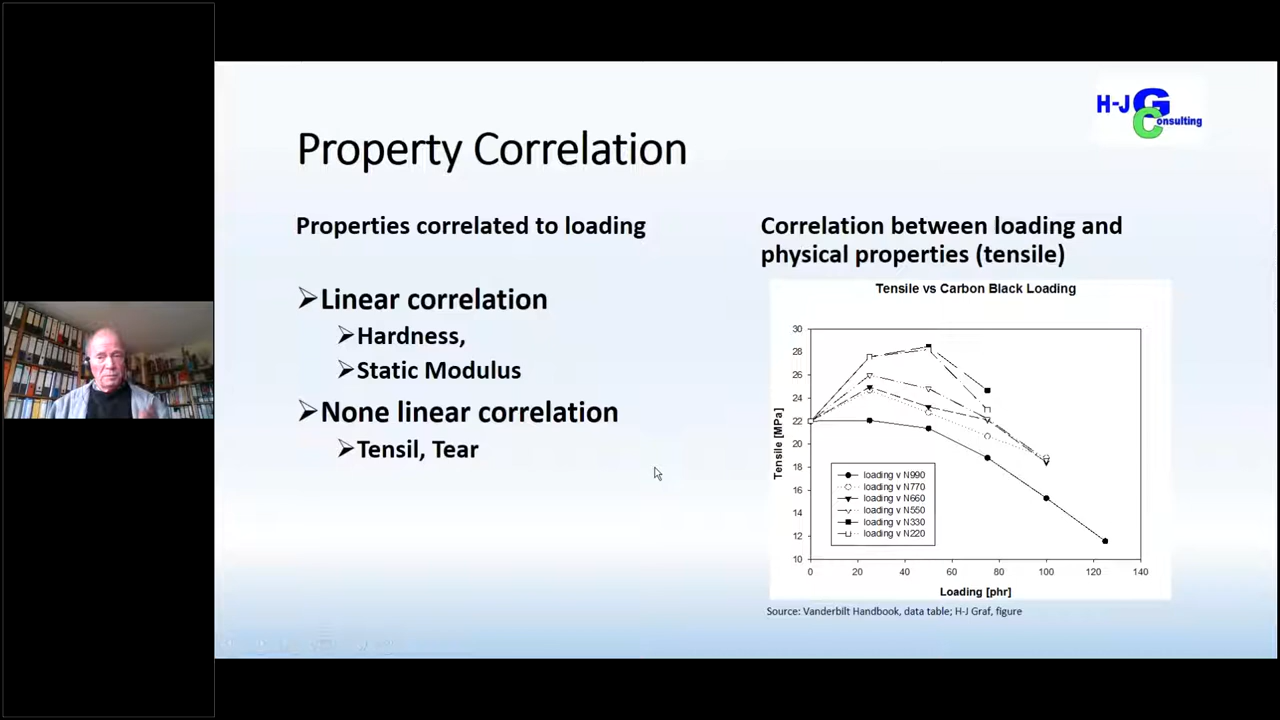 H-J G Consulting
Property Correlation
Properties correlated to loading
➢Linear correlation
➢Hardness,
➢Static Modulus
➢None linear correlation
➢Tensil, Tear
Correlation between loading and
physical properties (tensile)
Tensile vs Carbon Black Loading
Tensile [MPa]
30
28
26
24
22
20
18
16
14
12
10
loading v N990
loading v N770
loading v N660
loading v N550
loading v N330
loading v N220
0 20 40 60 80 100 120 140
Loading [phr]
Source: Vanderbilt Handbook, data table; H-J Graf, figure